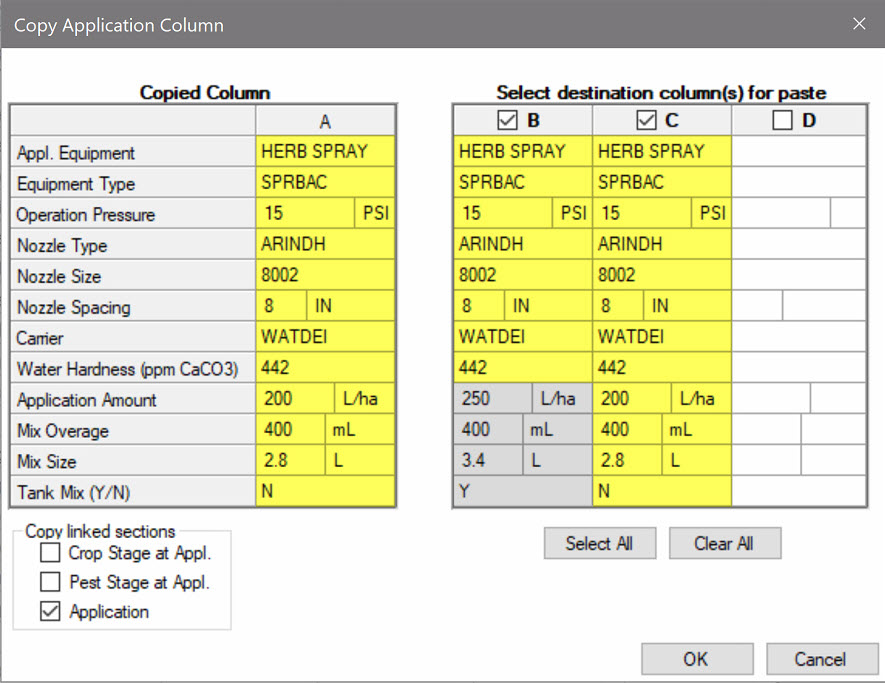 Copy Application Column
Copied Column Select destination column(s) for paste
A B C D
Appl. Equipment HERB SPRAY HERB SPRAY HERB SPRAY
Equipment Type SPRBAC SPRBAC SPRBAC
Operation Pressure 15 PSI 15 PSI 15 PSI
Nozzle Type ARINDH ARINDH ARINDH
Nozzle Size 8002 8002 8002
Nozzle Spacing 8 IN 8 IN 8 IN
Carrier WATDEI WATDEI WATDEI
Water Hardness (ppm CaCO3) 442 442 442
Application Amount 200 L/ha 250 L/ha 200 L/ha
Mix Overage 400 mL 400 mL 400 mL
Mix Size 2.8 L 3.4 L 2.8 L
Tank Mix (Y/N) N Y N
Copy linked sections
Crop Stage at Appl.
Pest Stage at Appl.
Application
Select All Clear All
OK Cancel